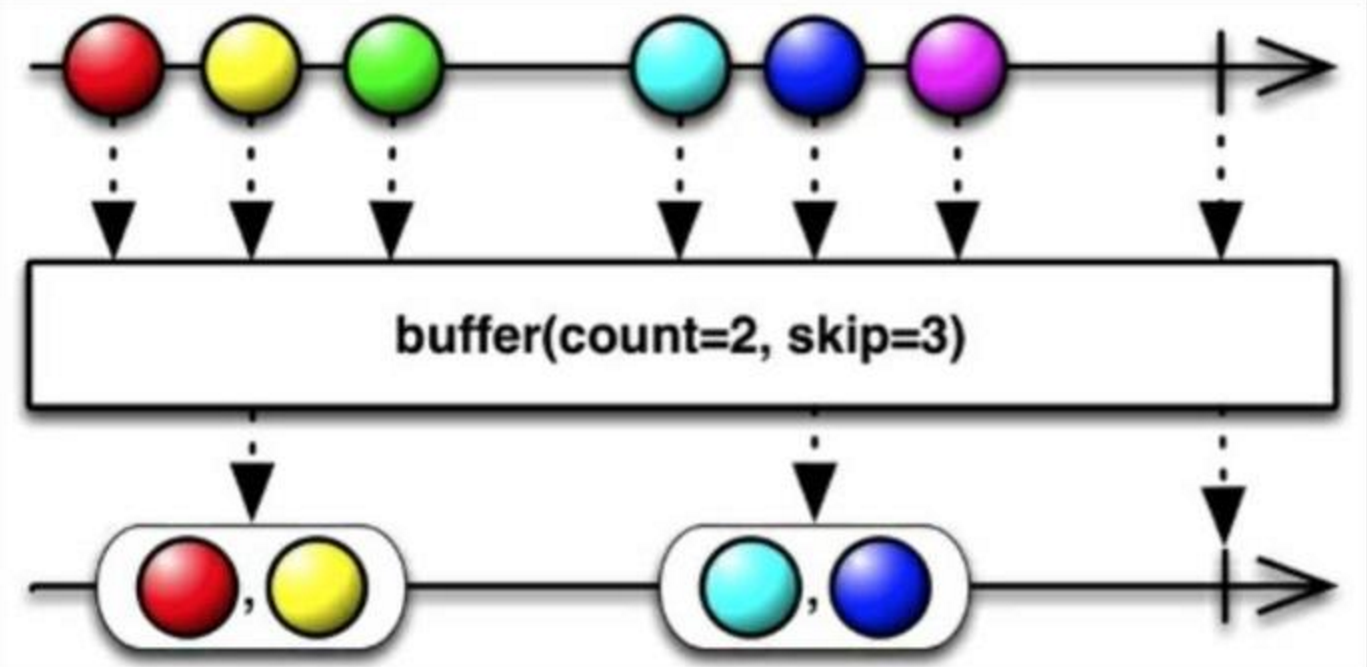 buffer(count=2, skip=3)
,
,